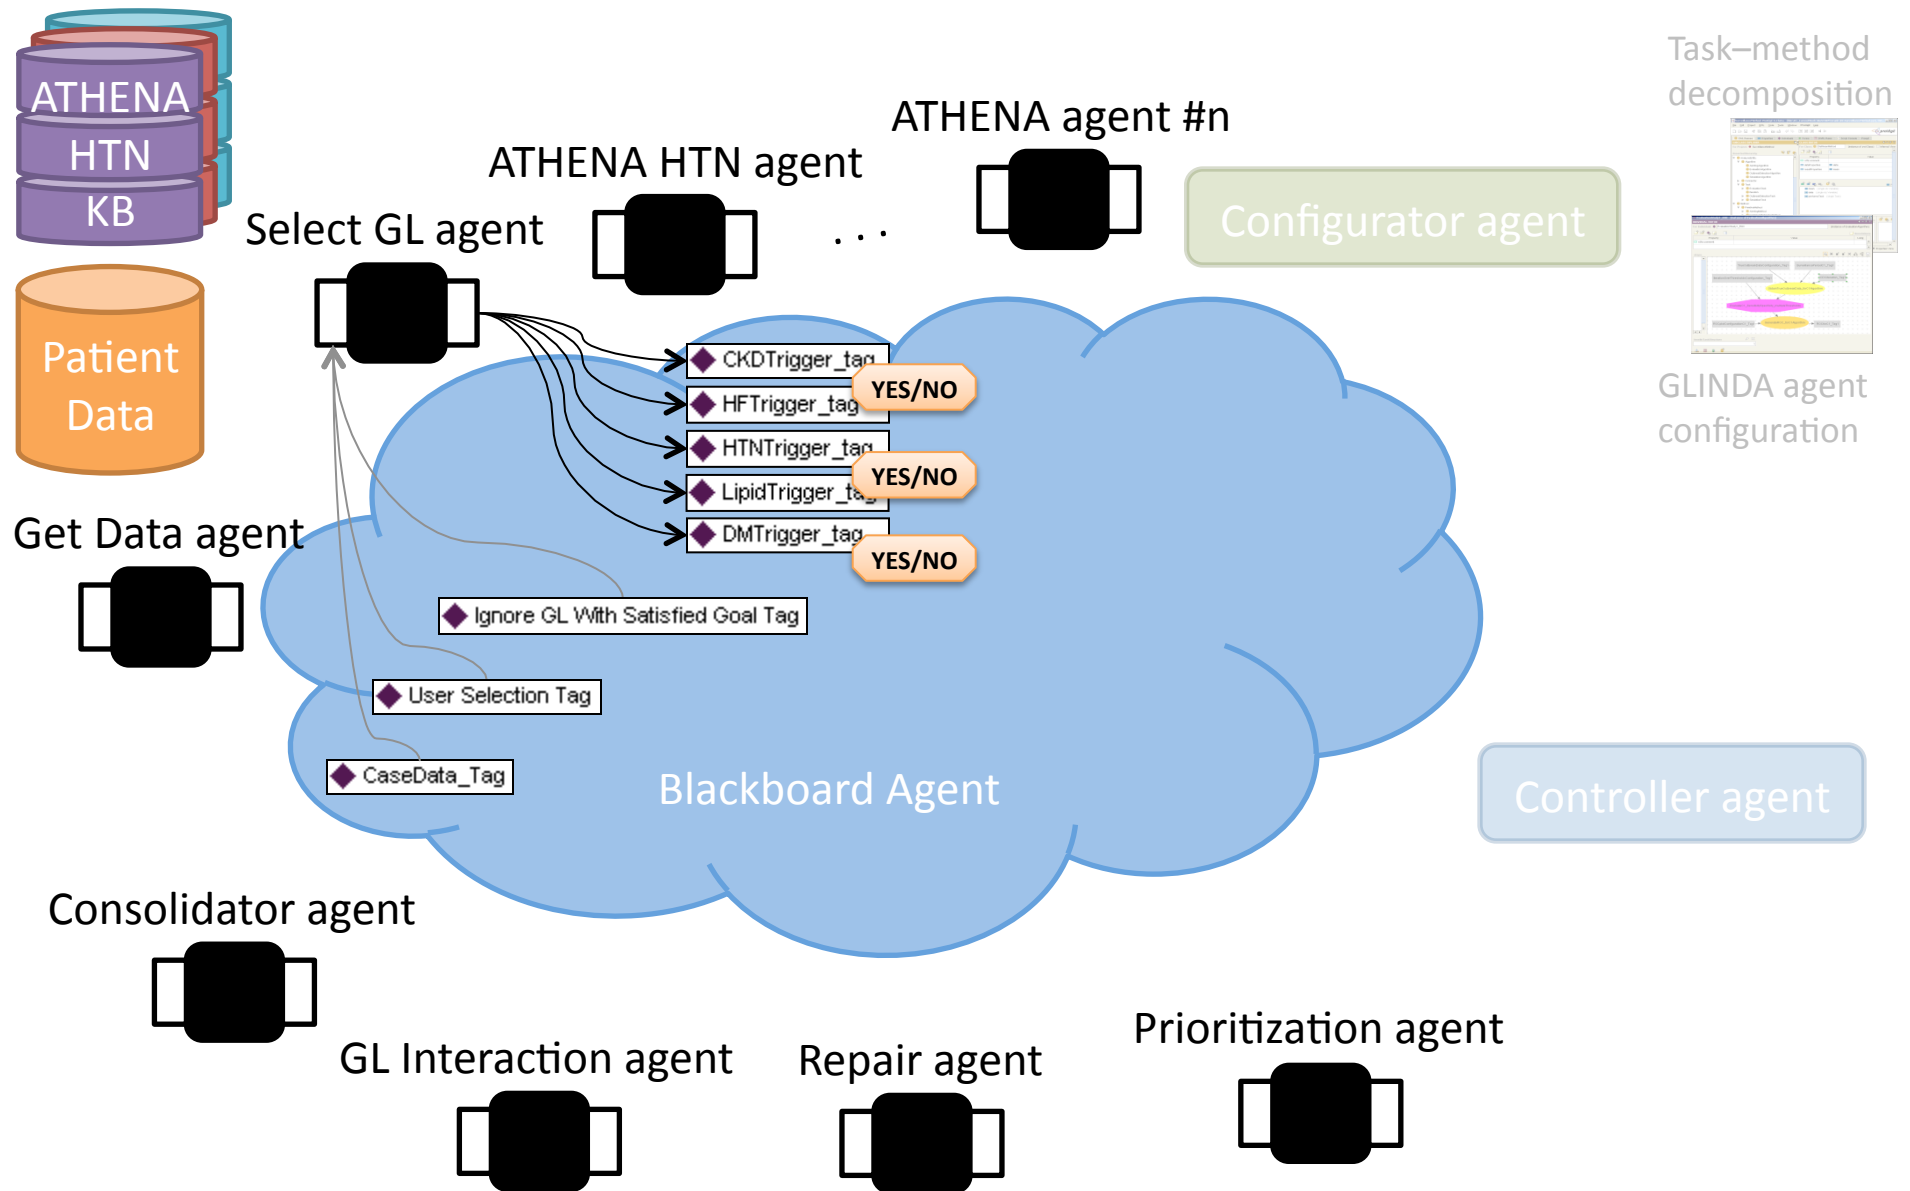 ATHENA
HTN
KB
Patient
Data
Select GL agent
ATHENA HTN agent
. . .
ATHENA agent #n
Configurator agent
Task–method
decomposition
GLINDA agent
configuration
CKDTrigger_tag
YES/NO
HFTrigger_tag
HTNTrigger_tag
YES/NO
LipidTrigger_tag
DMTrigger_tag
YES/NO
Get Data agent
Ignore GL With Satisfied Goal Tag
User Selection Tag
CaseData_Tag
Blackboard Agent
Controller agent
Consolidator agent
GL Interaction agent
Repair agent
Prioritization agent